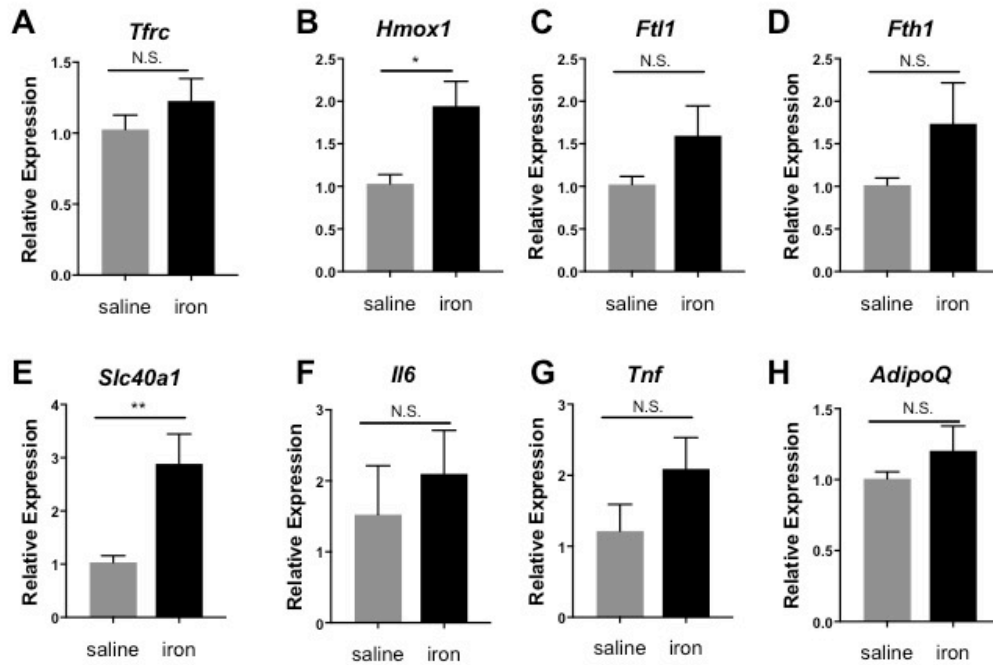 A Tfrc
N.S.
Relative Expression
1.5
1.0
0.5
0.0
saline iron
B Hmox1
*
Relative Expression
2.5
2.0
1.5
1.0
0.5
0.0
saline iron
C Ftl1
N.S.
Relative Expression
2.5
2.0
1.5
1.0
0.5
0.0
saline iron
D Fth1
N.S.
Relative Expression
2.5
2.0
1.5
1.0
0.5
0.0
saline iron
E Slc40a1
**
Relative Expression
4
3
2
1
0
saline iron
F Il6
N.S.
Relative Expression
3
2
1
0
saline iron
G Tnf
N.S.
Relative Expression
3
2
1
0
saline iron
H AdipoQ
N.S.
Relative Expression
1.5
1.0
0.5
0.0
saline iron